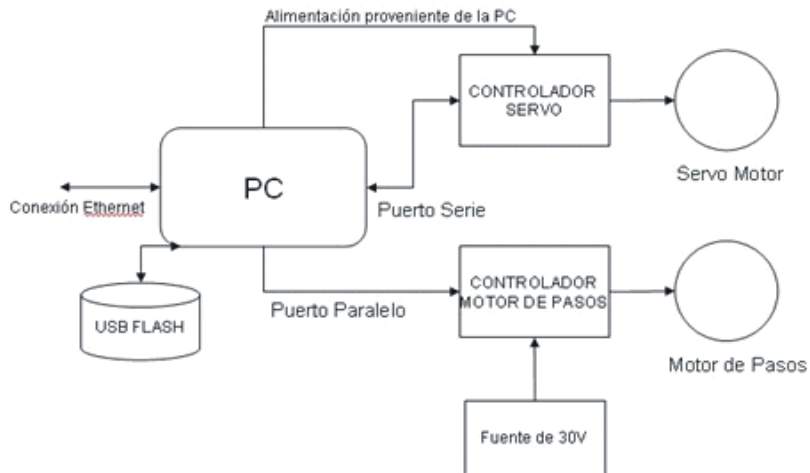 Alimentación proveniente de la PC
CONTROLADOR
SERVO
Servo Motor
PC
Conexión Ethernet
Puerto Serie
USB FLASH
Puerto Paralelo
CONTROLADOR
MOTOR DE PASOS
Motor de Pasos
Fuente de 30V